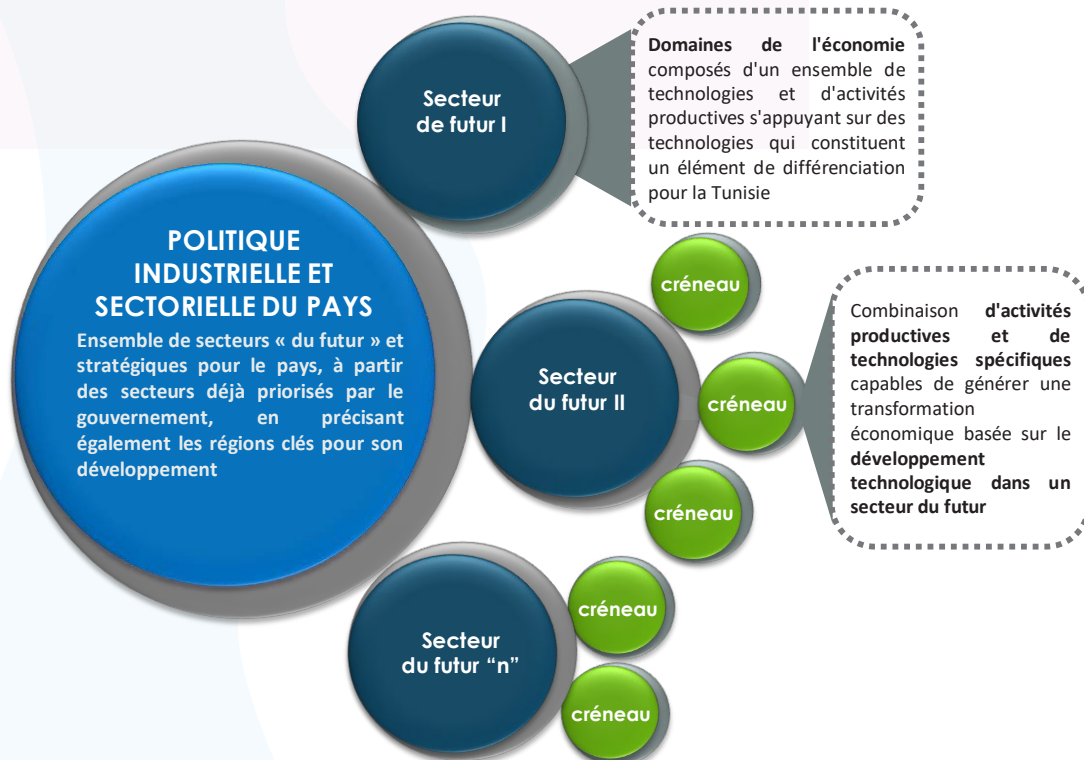 Secteur
de futur I
Domaines de l'économie
composés d'un ensemble de
technologies et d'activités
productives s'appuyant sur des
technologies qui constituent
un élément de différenciation
pour la Tunisie
POLITIQUE
INDUSTRIELLE ET
SECTORIELLE DU PAYS
Ensemble de secteurs « du futur » et
stratégiques pour le pays, à partir
des secteurs déjà priorisés par le
gouvernement, en précisant
également les régions clés pour son
développement
créneau
Secteur
du futur II
créneau
créneau
Combinaison d'activités
productives et de
technologies spécifiques
capables de générer une
transformation
économique basée sur le
développement
technologique dans un
secteur du futur
Secteur
du futur “n”
créneau
créneau